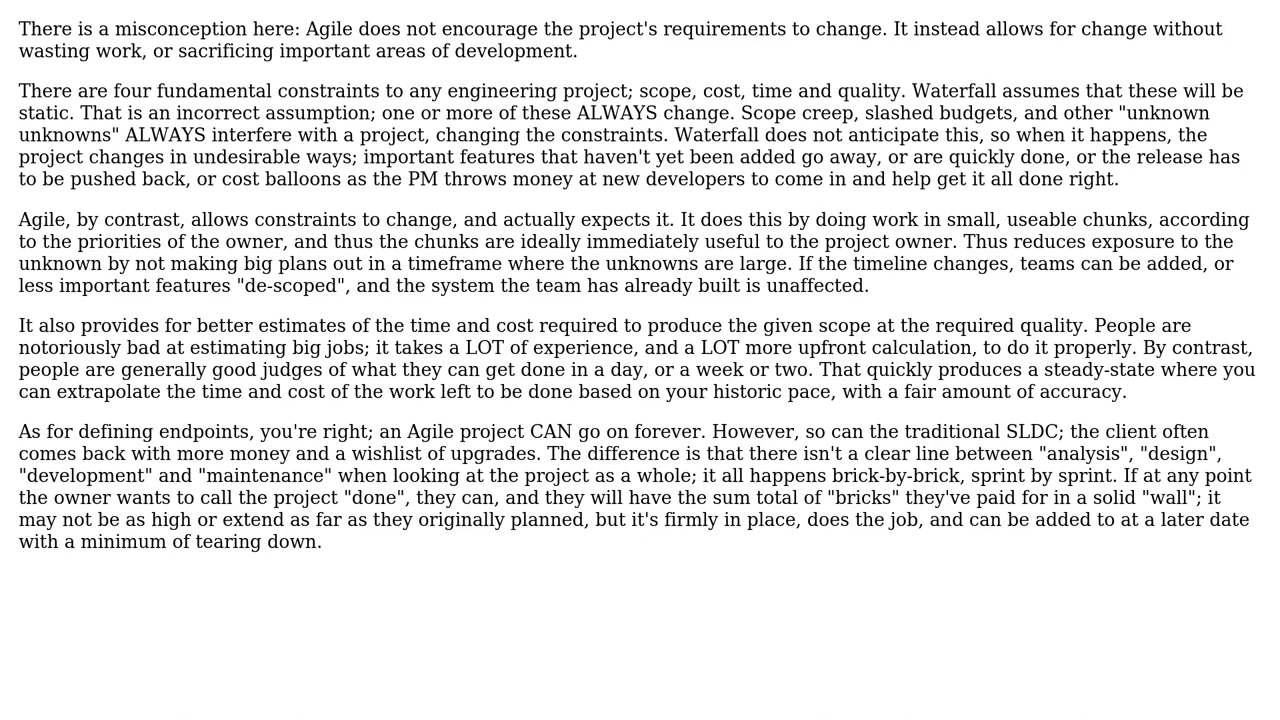 There is a misconception here: Agile does not encourage the project's requirements to change. It instead allows for change without
wasting work, or sacrificing important areas of development.
There are four fundamental constraints to any engineering project; scope, cost, time and quality. Waterfall assumes that these will be
static. That is an incorrect assumption; one or more of these ALWAYS change. Scope creep, slashed budgets, and other "unknown
unknowns" ALWAYS interfere with a project, changing the constraints. Waterfall does not anticipate this, so when it happens, the
project changes in undesirable ways; important features that haven't yet been added go away, or are quickly done, or the release has
to be pushed back, or cost balloons as the PM throws money at new developers to come in and help get it all done right.
Agile, by contrast, allows constraints to change, and actually expects it. It does this by doing work in small, useable chunks, according
to the priorities of the owner, and thus the chunks are ideally immediately useful to the project owner. Thus reduces exposure to the
unknown by not making big plans out in a timeframe where the unknowns are large. If the timeline changes, teams can be added, or
less important features "de-scoped", and the system the team has already built is unaffected.
It also provides for better estimates of the time and cost required to produce the given scope at the required quality. People are
notoriously bad at estimating big jobs; it takes a LOT of experience, and a LOT more upfront calculation, to do it properly. By contrast,
people are generally good judges of what they can get done in a day, or a week or two. That quickly produces a steady-state where you
can extrapolate the time and cost of the work left to be done based on your historic pace, with a fair amount of accuracy.
As for defining endpoints, you're right; an Agile project CAN go on forever. However, so can the traditional SLDC; the client often
comes back with more money and a wishlist of upgrades. The difference is that there isn't a clear line between "analysis", "design",
"development" and "maintenance" when looking at the project as a whole; it all happens brick-by-brick, sprint by sprint. If at any point
the owner wants to call the project "done", they can, and they will have the sum total of "bricks" they've paid for in a solid "wall"; it
may not be as high or extend as far as they originally planned, but it's firmly in place, does the job, and can be added to at a later date
with a minimum of tearing down.